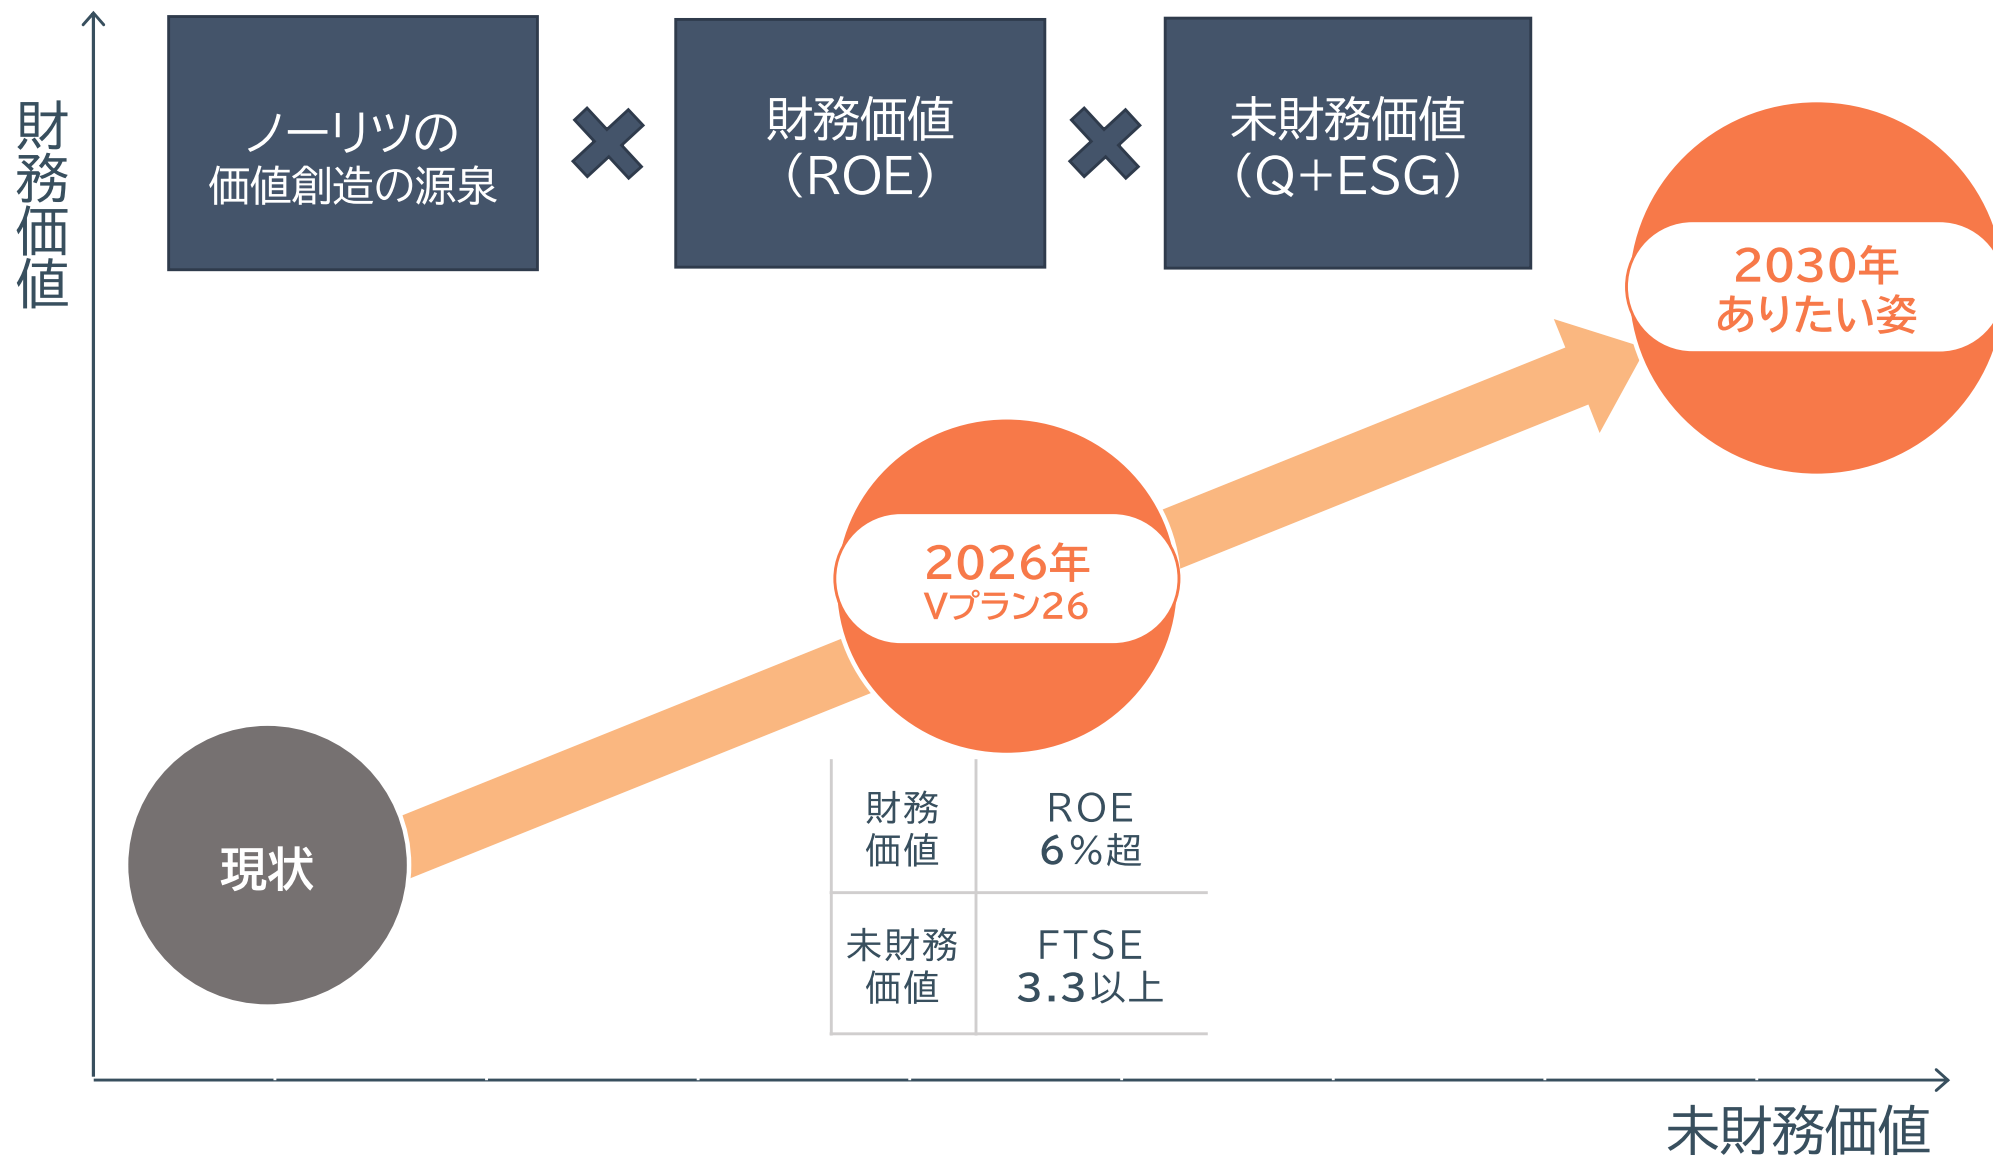 財務価値
ノーリツの
価値創造の源泉
財務価値
（ROE）
未財務価値
（Q+ESG）
2030年
ありたい姿
2026年
Vプラン26
現状
財務
価値
ROE
6%超
未財務
価値
FTSE
3.3以上
未財務価値